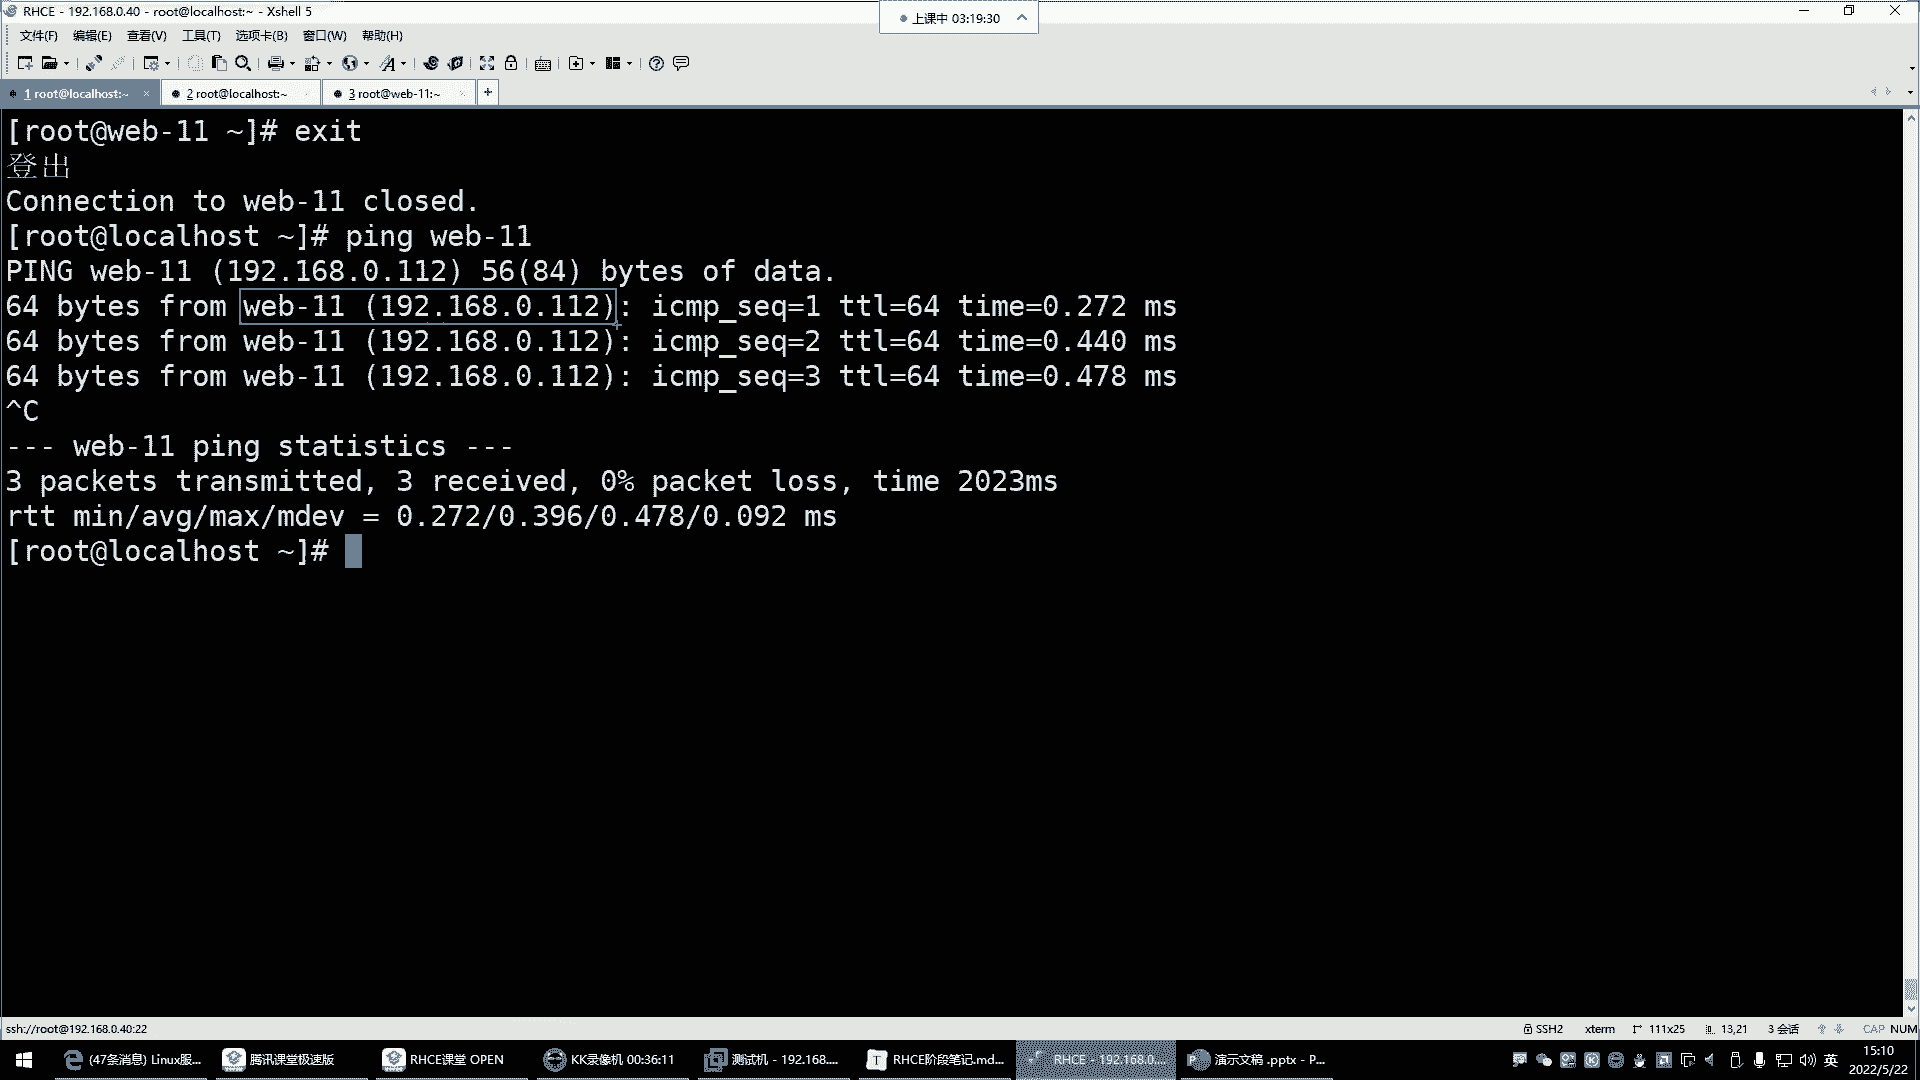 RHCE - 192.168.0.40 - root@localhost:~ - Xshell 5
上课中 03:19:30
文件(F) 编辑(E) 查看(V) 工具(T) 选项卡(B) 窗口(W) 帮助(H)
1 root@localhost:~ × 2 root@localhost:~ 3 root@web-11:~ +
[root@web-11 ~]# exit
登出
Connection to web-11 closed.
[root@localhost ~]# ping web-11
PING web-11 (192.168.0.112) 56(84) bytes of data.
64 bytes from web-11 (192.168.0.112): icmp_seq=1 ttl=64 time=0.272 ms
64 bytes from web-11 (192.168.0.112): icmp_seq=2 ttl=64 time=0.440 ms
64 bytes from web-11 (192.168.0.112): icmp_seq=3 ttl=64 time=0.478 ms
^C
--- web-11 ping statistics ---
3 packets transmitted, 3 received, 0% packet loss, time 2023ms
rtt min/avg/max/mdev = 0.272/0.396/0.478/0.092 ms
[root@localhost ~]#
ssh://root@192.168.0.40:22 SSH2 xterm 111x25 13,21 3 会话 CAP NUM
(47条消息) Linux服... 腾讯课堂极速版 RHCE课堂 OPEN KK录像机 00:36:11 测试机 - 192.168.... RHCE阶段笔记.md... RHCE - 192.168.0.... 演示文稿 .pptx - P... 英 15:10
2022/5/22